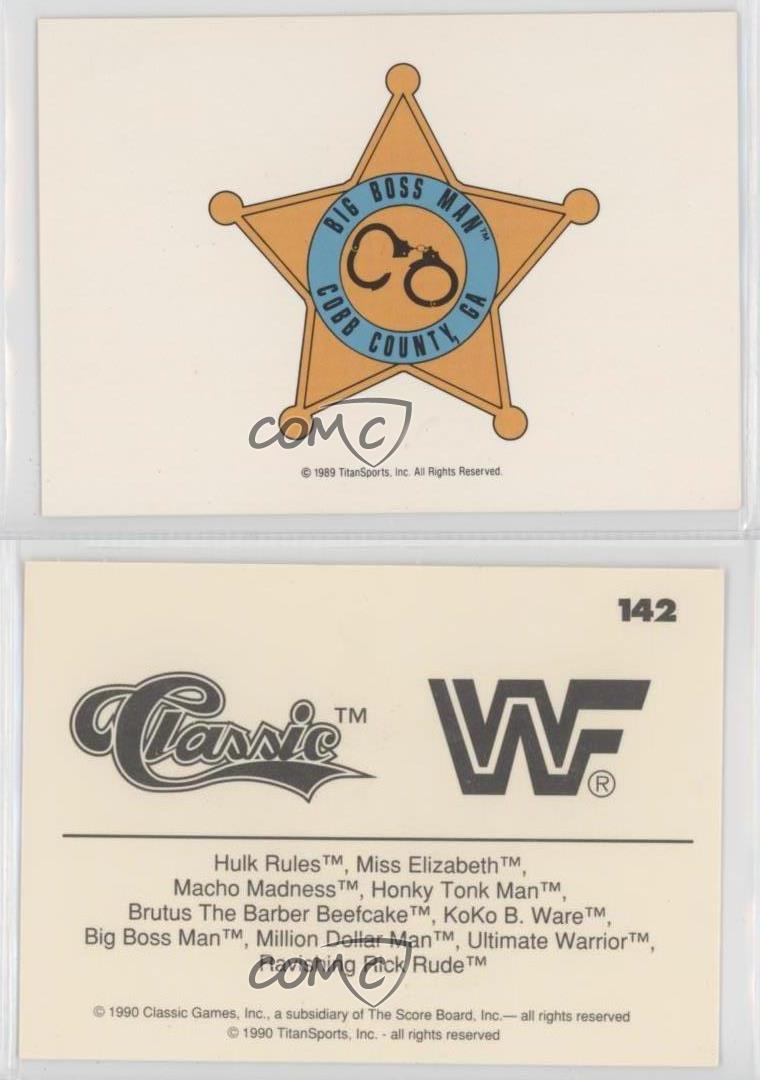 BIG BOSS MAN™
COBB COUNTY, GA
COMC
© 1989 TitanSports, Inc. All Rights Reserved.
142
Classic™
WF®
Hulk Rules™, Miss Elizabeth™,
Macho Madness™, Honky Tonk Man™,
Brutus The Barber Beefcake™, KoKo B. Ware™,
Big Boss Man™, Million Dollar Man™, Ultimate Warrior™,
Ravishing Rick Rude™
COMC
© 1990 Classic Games, Inc., a subsidiary of The Score Board, Inc.— all rights reserved
© 1990 TitanSports, Inc. - all rights reserved